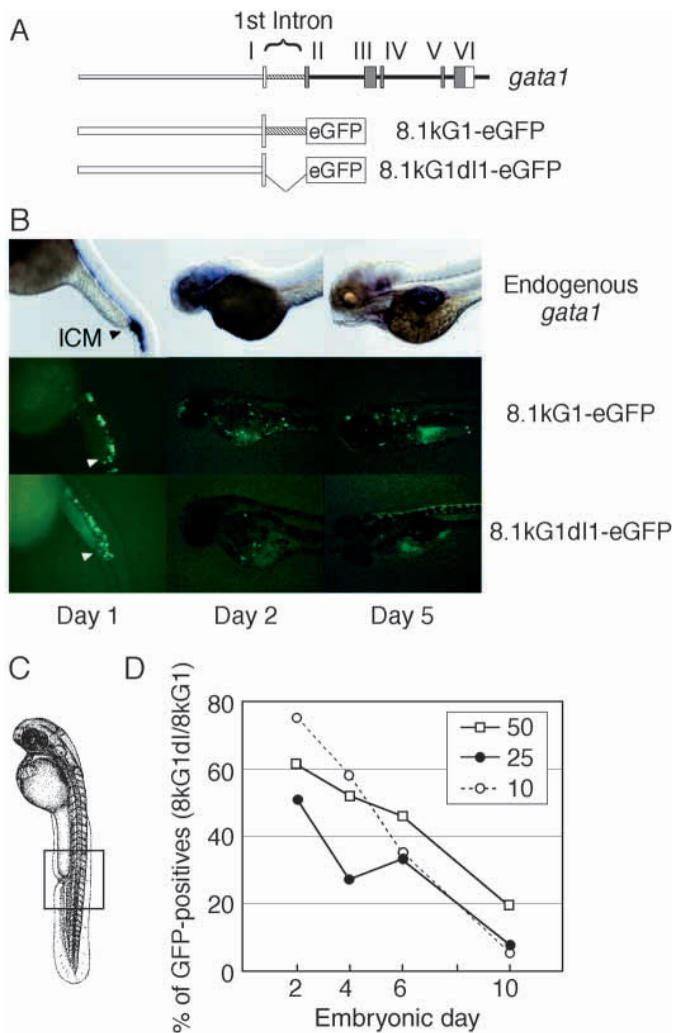 A
1st Intron
I II III IV V VI
gata1
eGFP 8.1kG1-eGFP
eGFP 8.1kG1dI1-eGFP
B
ICM
Endogenous
gata1
8.1kG1-eGFP
8.1kG1dI1-eGFP
Day 1 Day 2 Day 5
C
D
% of GFP-positives (8kG1dI/8kG1)
80
60
40
20
0
50
25
10
2 4 6 10
Embryonic day